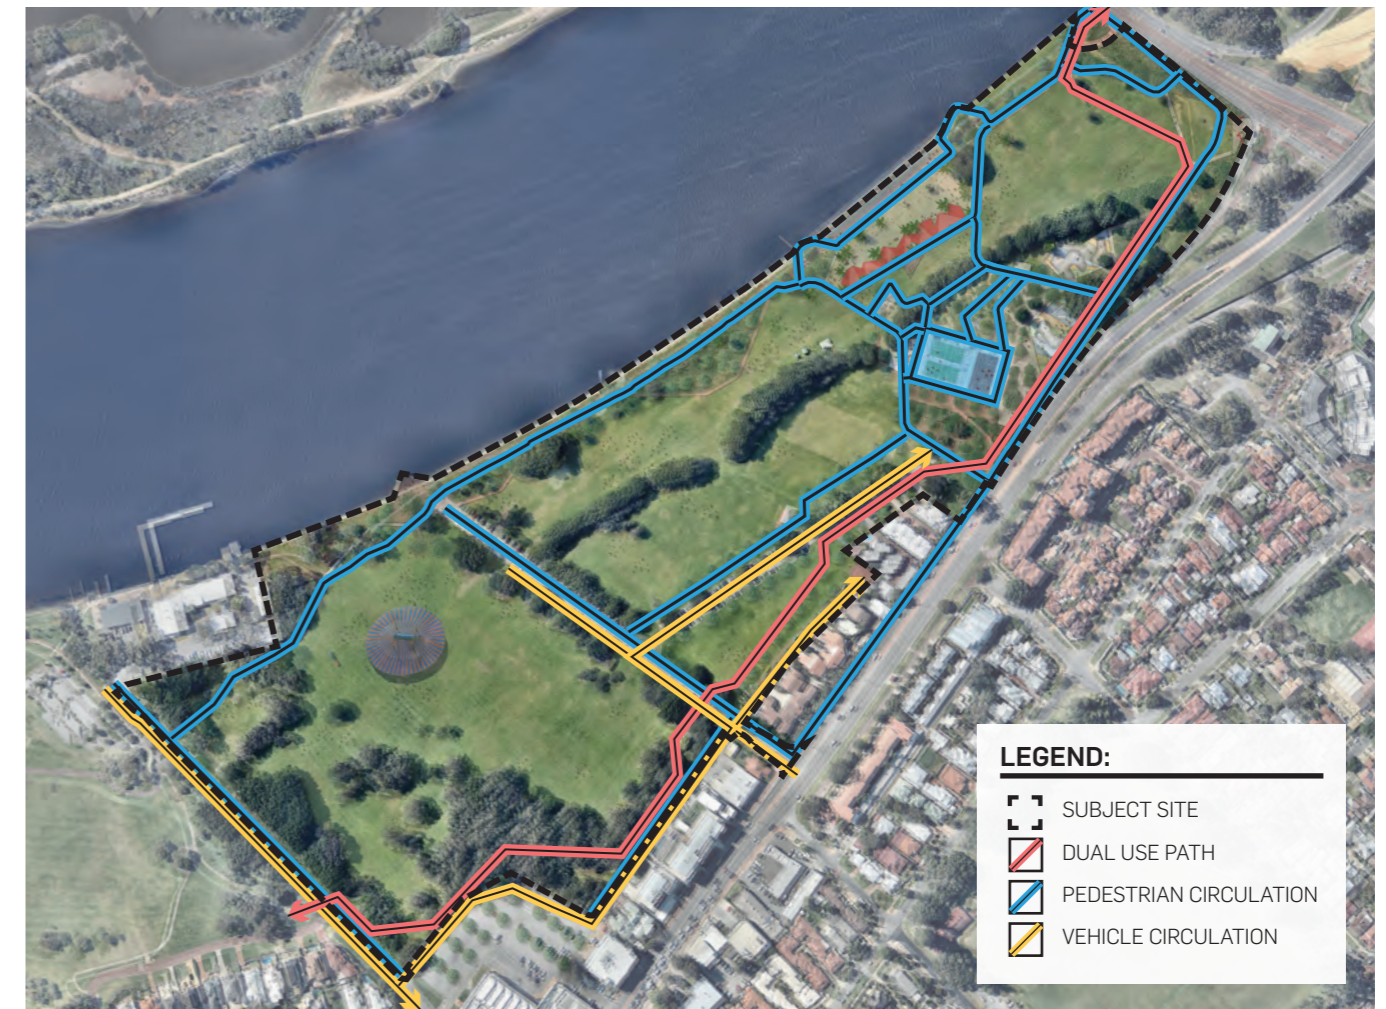 LEGEND:
SUBJECT SITE
DUAL USE PATH
PEDESTRIAN CIRCULATION
VEHICLE CIRCULATION